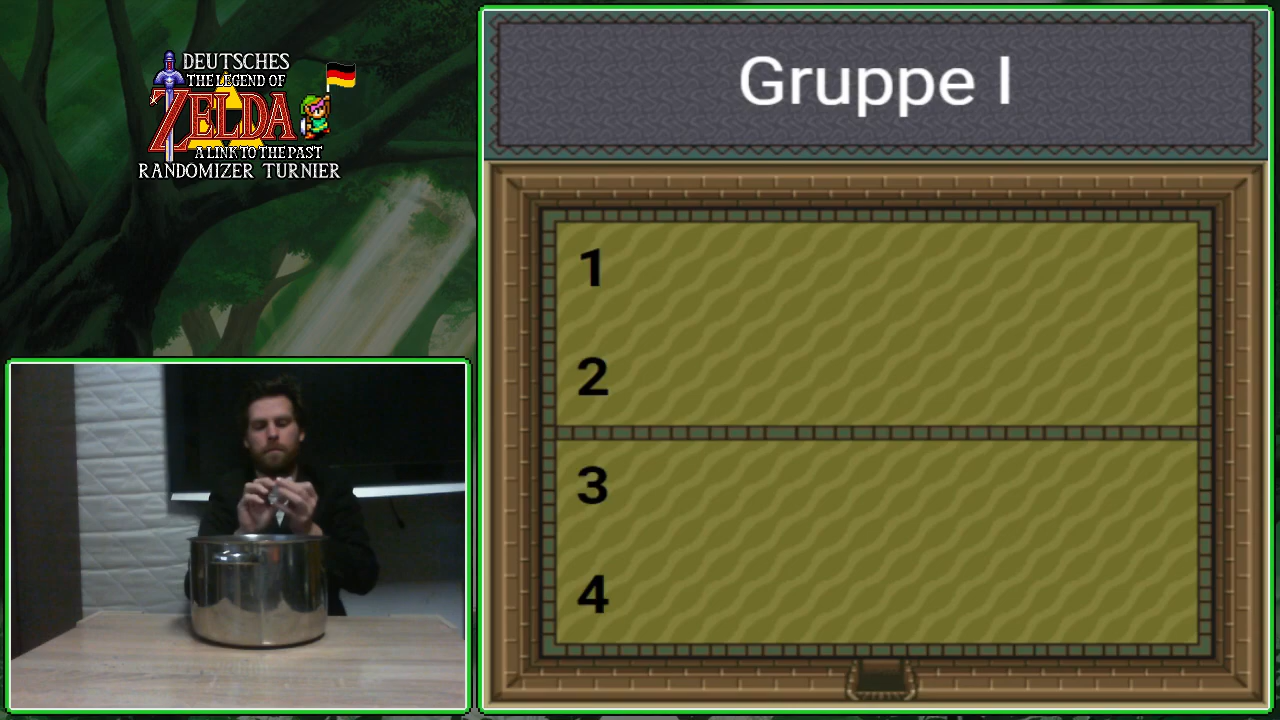 DEUTSCHES
THE LEGEND OF
ZELDA
A LINK TO THE PAST
RANDOMIZER TURNIER
Gruppe I
1
2
3
4